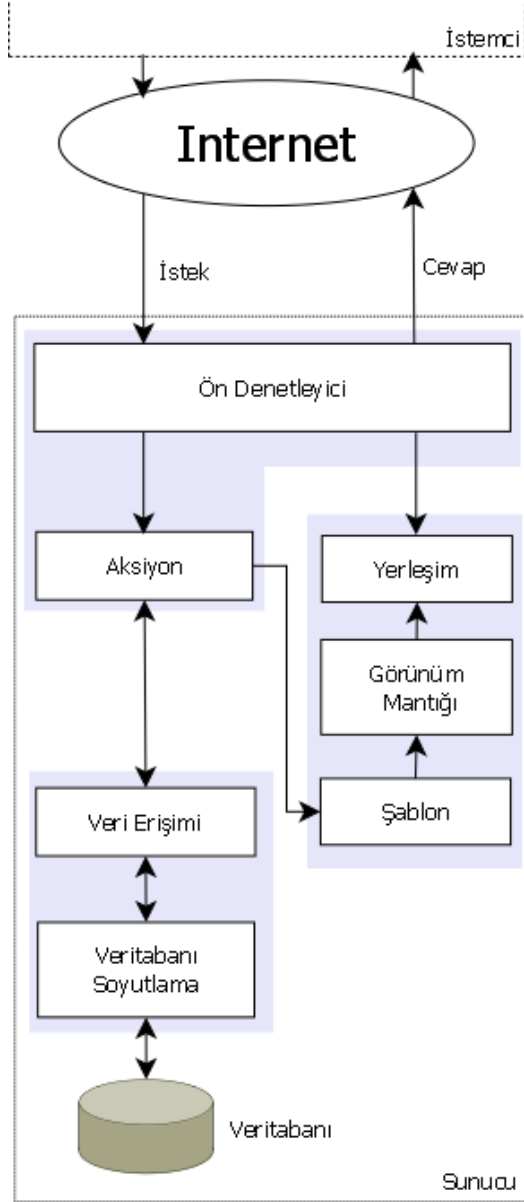 İstemci
Internet
İstek
Cevap
Ön Denetleyici
Aksiyon
Yerleşim
Görünüm
Mantığı
Şablon
Veri Erişimi
Veritabanı
Soyutlama
Veritabanı
Sunucu